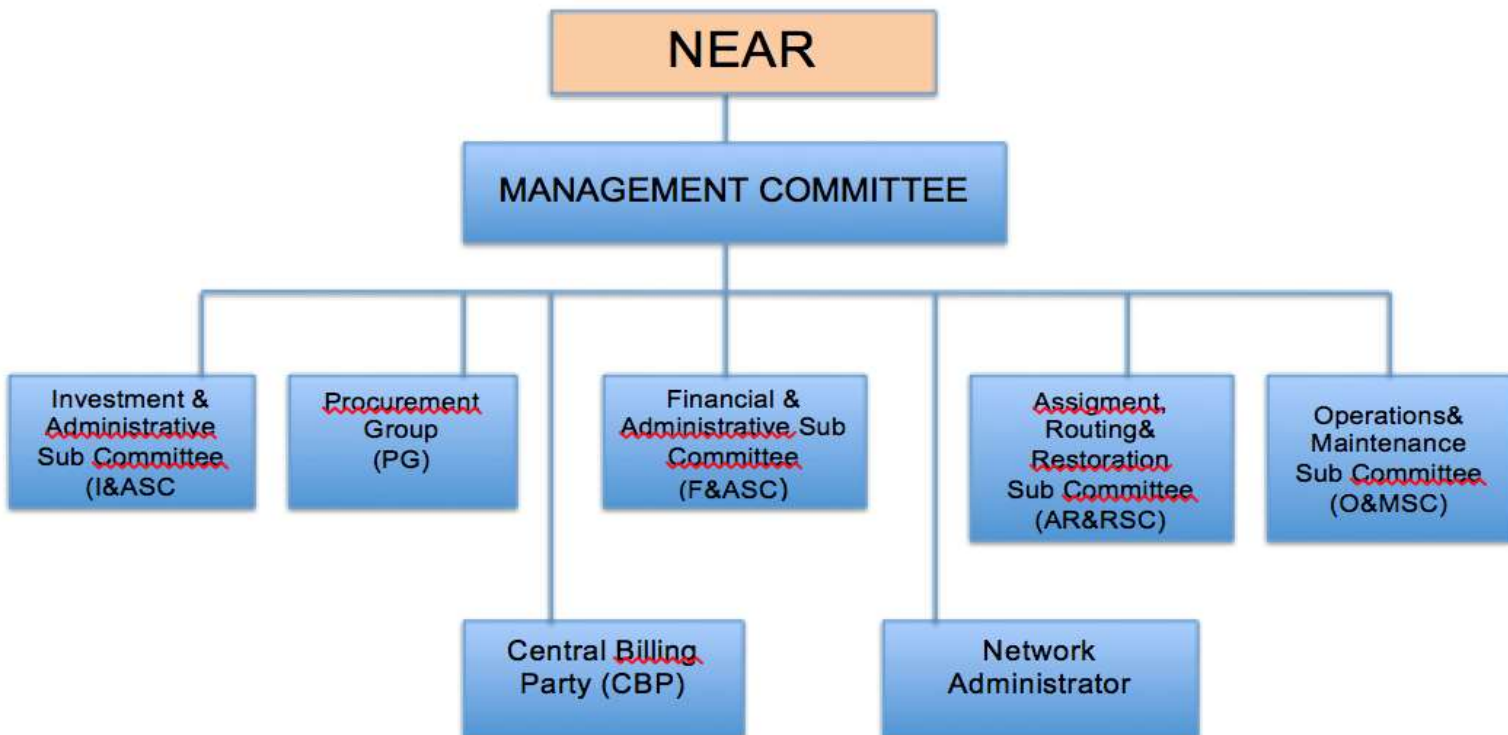 NEAR
MANAGEMENT COMMITTEE
Investment &
Administrative
Sub Committee
(I&ASC
Procurement
Group
(PG)
Financial &
Administrative Sub
Committee
(F&ASC)
Assigment,
Routing&
Restoration
Sub Committee
(AR&RSC)
Operations&
Maintenance
Sub Committee
(O&MSC)
Central Billing
Party (CBP)
Network
Administrator